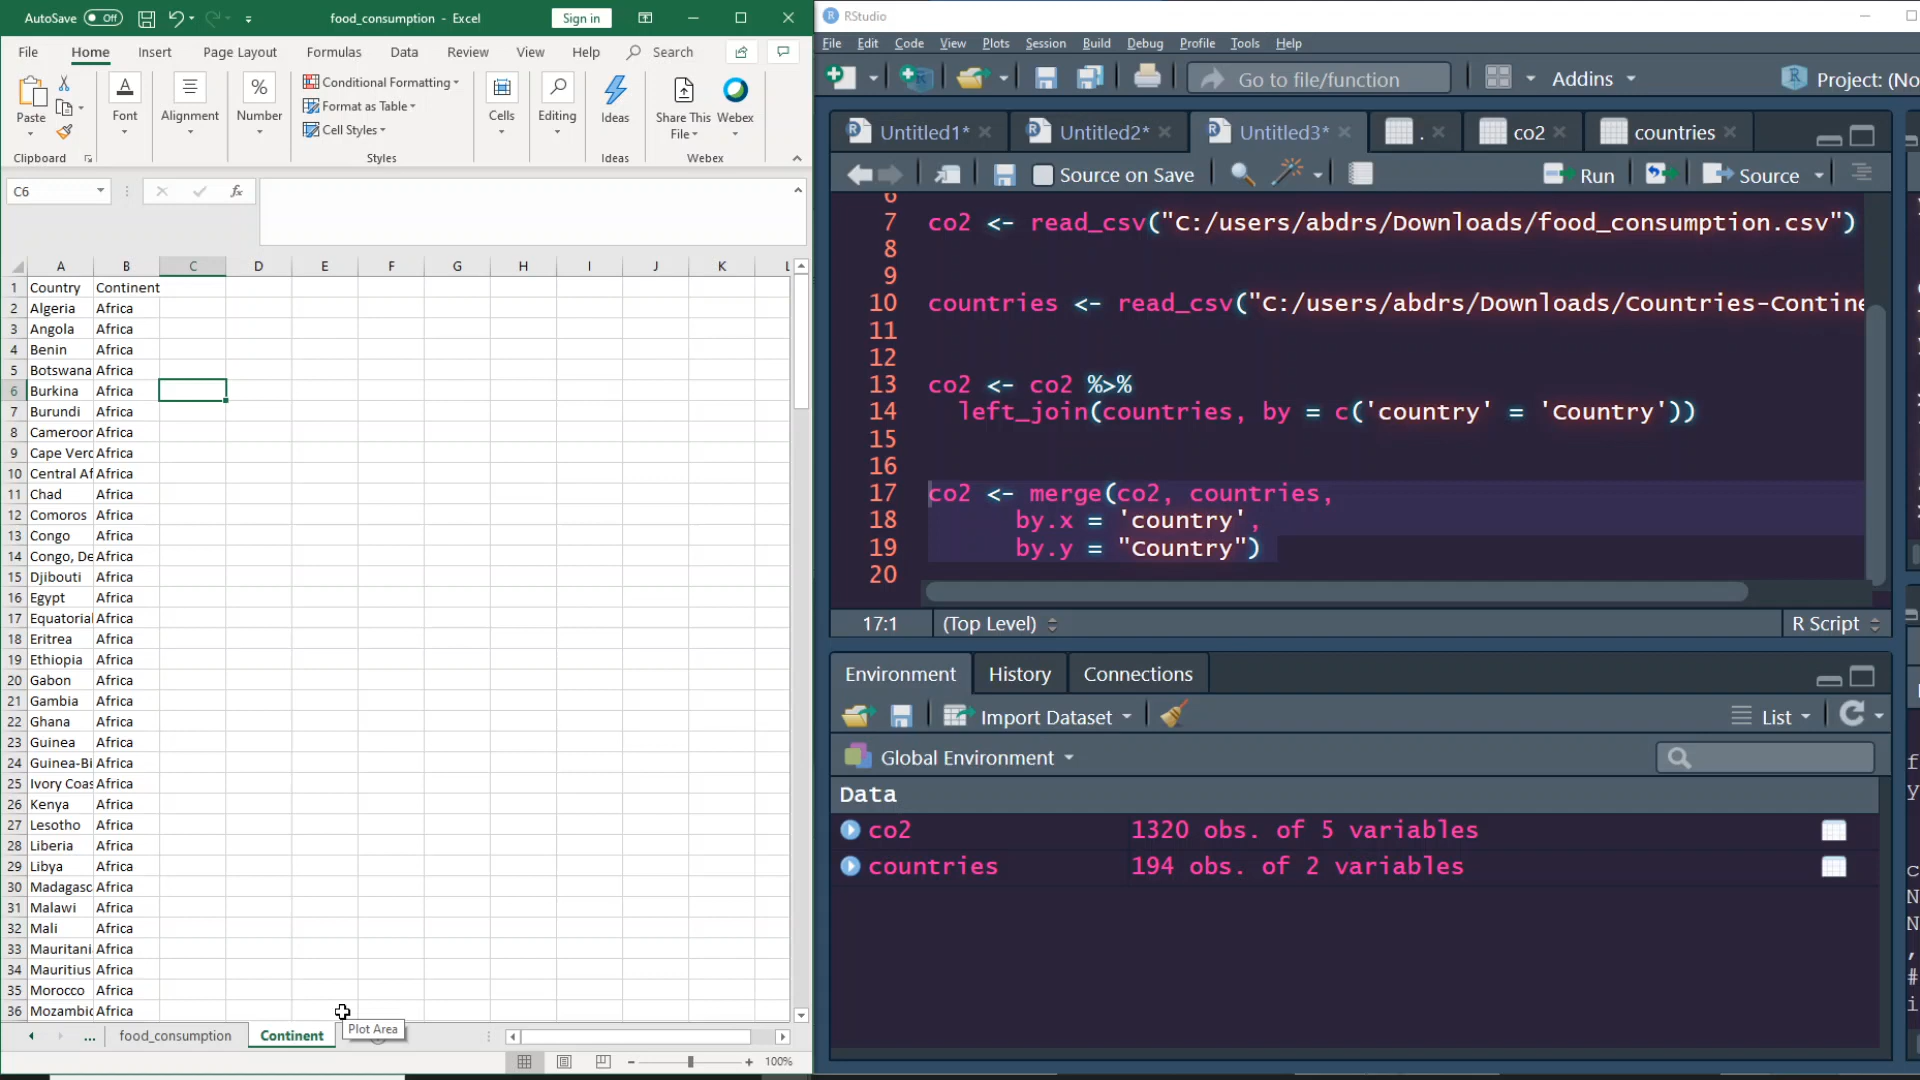 AutoSave Off
food_consumption - Excel
Sign in
File Home Insert Page Layout Formulas Data Review View Help Search
Paste
Font
Alignment
%
Number
Conditional Formatting
Format as Table
Cell Styles
Cells
Editing
Ideas
Share This
File
Webex
Clipboard
Styles
Ideas
Webex
C6
fx
A B C D E F G H I J K L
1 Country Continent
2 Algeria Africa
3 Angola Africa
4 Benin Africa
5 Botswana Africa
6 Burkina Africa
7 Burundi Africa
8 Cameroon Africa
9 Cape Verd Africa
10 Central Af Africa
11 Chad Africa
12 Comoros Africa
13 Congo Africa
14 Congo, De Africa
15 Djibouti Africa
16 Egypt Africa
17 Equatorial Africa
18 Eritrea Africa
19 Ethiopia Africa
20 Gabon Africa
21 Gambia Africa
22 Ghana Africa
23 Guinea Africa
24 Guinea-Bi Africa
25 Ivory Coas Africa
26 Kenya Africa
27 Lesotho Africa
28 Liberia Africa
29 Libya Africa
30 Madagasc Africa
31 Malawi Africa
32 Mali Africa
33 Mauritani Africa
34 Mauritius Africa
35 Morocco Africa
36 Mozambic Africa
... food_consumption Continent
Plot Area
100%
RStudio
File Edit Code View Plots Session Build Debug Profile Tools Help
Go to file/function
Addins
Project: (No
Untitled1* Untitled2* Untitled3* . co2 countries
Source on Save
Run
Source
6
7 co2 <- read_csv("C:/users/abdrs/Downloads/food_consumption.csv")
8
9
10 countries <- read_csv("C:/users/abdrs/Downloads/Countries-Contine
11
12
13 co2 <- co2 %>%
14 left_join(countries, by = c('country' = 'Country'))
15
16
17 co2 <- merge(co2, countries,
18 by.x = 'country',
19 by.y = "Country")
20
17:1 (Top Level) R Script
Environment History Connections
Import Dataset
List
Global Environment
Data
co2 1320 obs. of 5 variables
countries 194 obs. of 2 variables